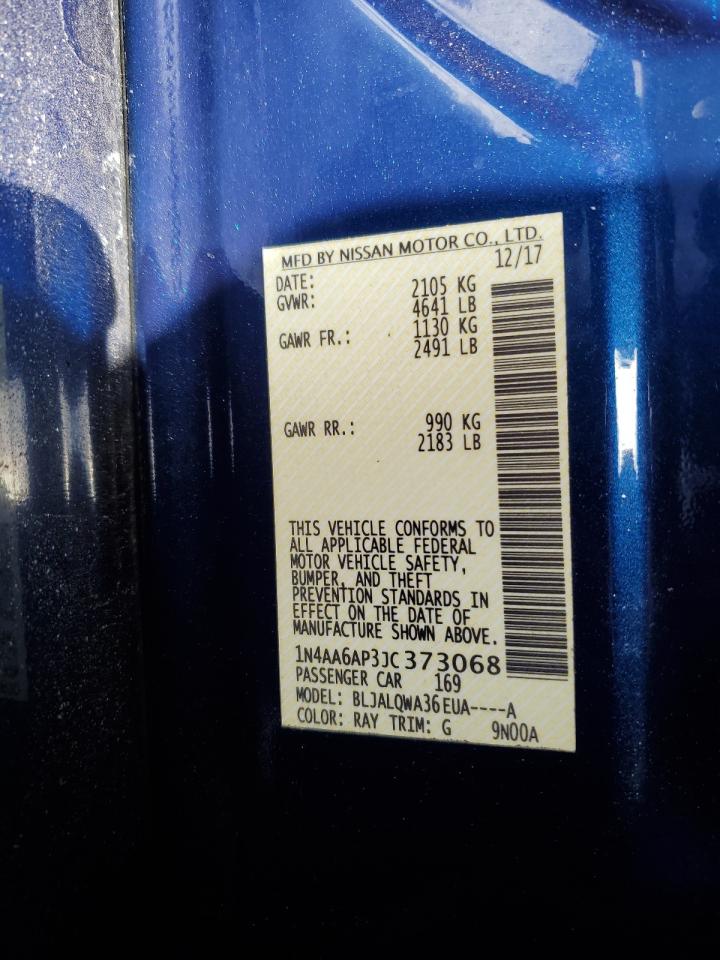 MFD BY NISSAN MOTOR CO., LTD.
DATE: 12/17
GVWR: 2105 KG
4641 LB
GAWR FR.: 1130 KG
2491 LB
GAWR RR.: 990 KG
2183 LB
THIS VEHICLE CONFORMS TO
ALL APPLICABLE FEDERAL
MOTOR VEHICLE SAFETY,
BUMPER, AND THEFT
PREVENTION STANDARDS IN
EFFECT ON THE DATE OF
MANUFACTURE SHOWN ABOVE.
1N4AA6AP3JC373068
PASSENGER CAR 169
MODEL: BLJALQWA36EUA----A
COLOR: RAY TRIM: G 9N00A